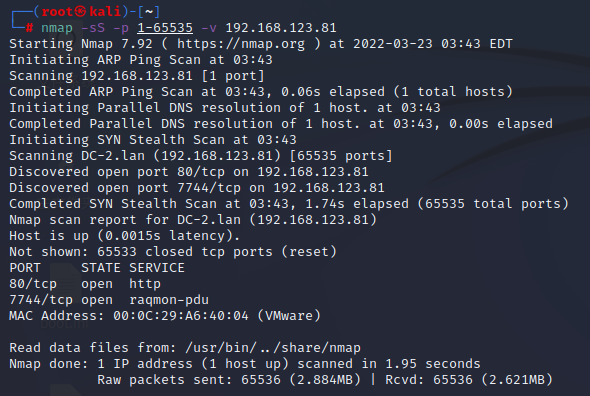 ┌──(root㉿kali)-[~]
└─# nmap -sS -p 1-65535 -v 192.168.123.81
Starting Nmap 7.92 ( https://nmap.org ) at 2022-03-23 03:43 EDT
Initiating ARP Ping Scan at 03:43
Scanning 192.168.123.81 [1 port]
Completed ARP Ping Scan at 03:43, 0.06s elapsed (1 total hosts)
Initiating Parallel DNS resolution of 1 host. at 03:43
Completed Parallel DNS resolution of 1 host. at 03:43, 0.00s elapsed
Initiating SYN Stealth Scan at 03:43
Scanning DC-2.lan (192.168.123.81) [65535 ports]
Discovered open port 80/tcp on 192.168.123.81
Discovered open port 7744/tcp on 192.168.123.81
Completed SYN Stealth Scan at 03:43, 1.74s elapsed (65535 total ports)
Nmap scan report for DC-2.lan (192.168.123.81)
Host is up (0.0015s latency).
Not shown: 65533 closed tcp ports (reset)
PORT     STATE SERVICE
80/tcp   open  http
7744/tcp open  raqmon-pdu
MAC Address: 00:0C:29:A6:40:04 (VMware)

Read data files from: /usr/bin/../share/nmap
Nmap done: 1 IP address (1 host up) scanned in 1.95 seconds
           Raw packets sent: 65536 (2.884MB) | Rcvd: 65536 (2.621MB)